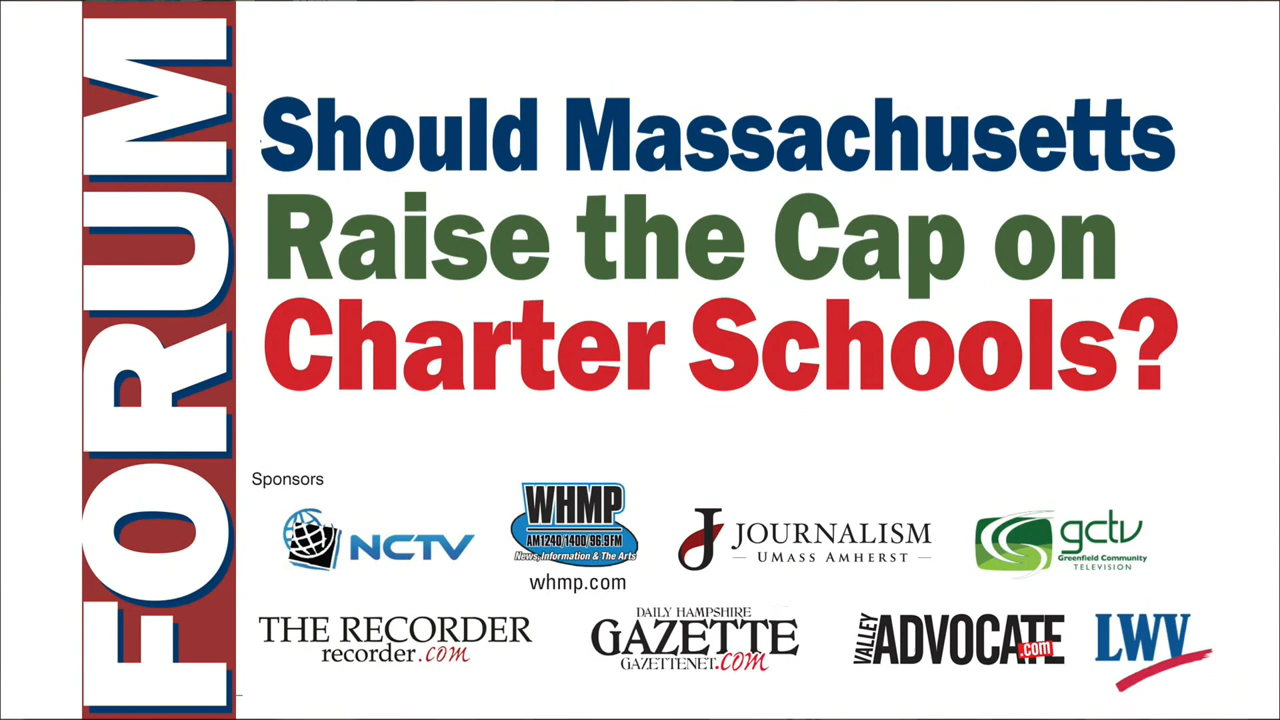 FORUM
Should Massachusetts
Raise the Cap on
Charter Schools?
Sponsors
NCTV
WHMP
AM1240/1400/96.9FM
News, Information & The Arts
whmp.com
JOURNALISM
UMASS AMHERST
gctv
Greenfield Community
TELEVISION
THE RECORDER
recorder.com
DAILY HAMPSHIRE
GAZETTE
GAZETTENET.com
VALLEY
ADVOCATE
.com
LWV